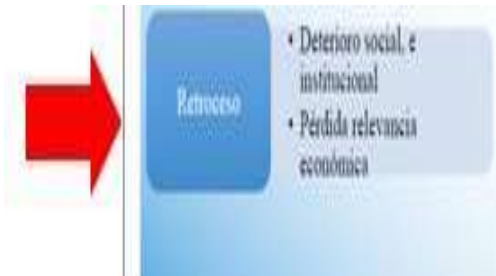 Retroceso
• Deterioro social, e
institucional
• Pérdida relevancia
económica